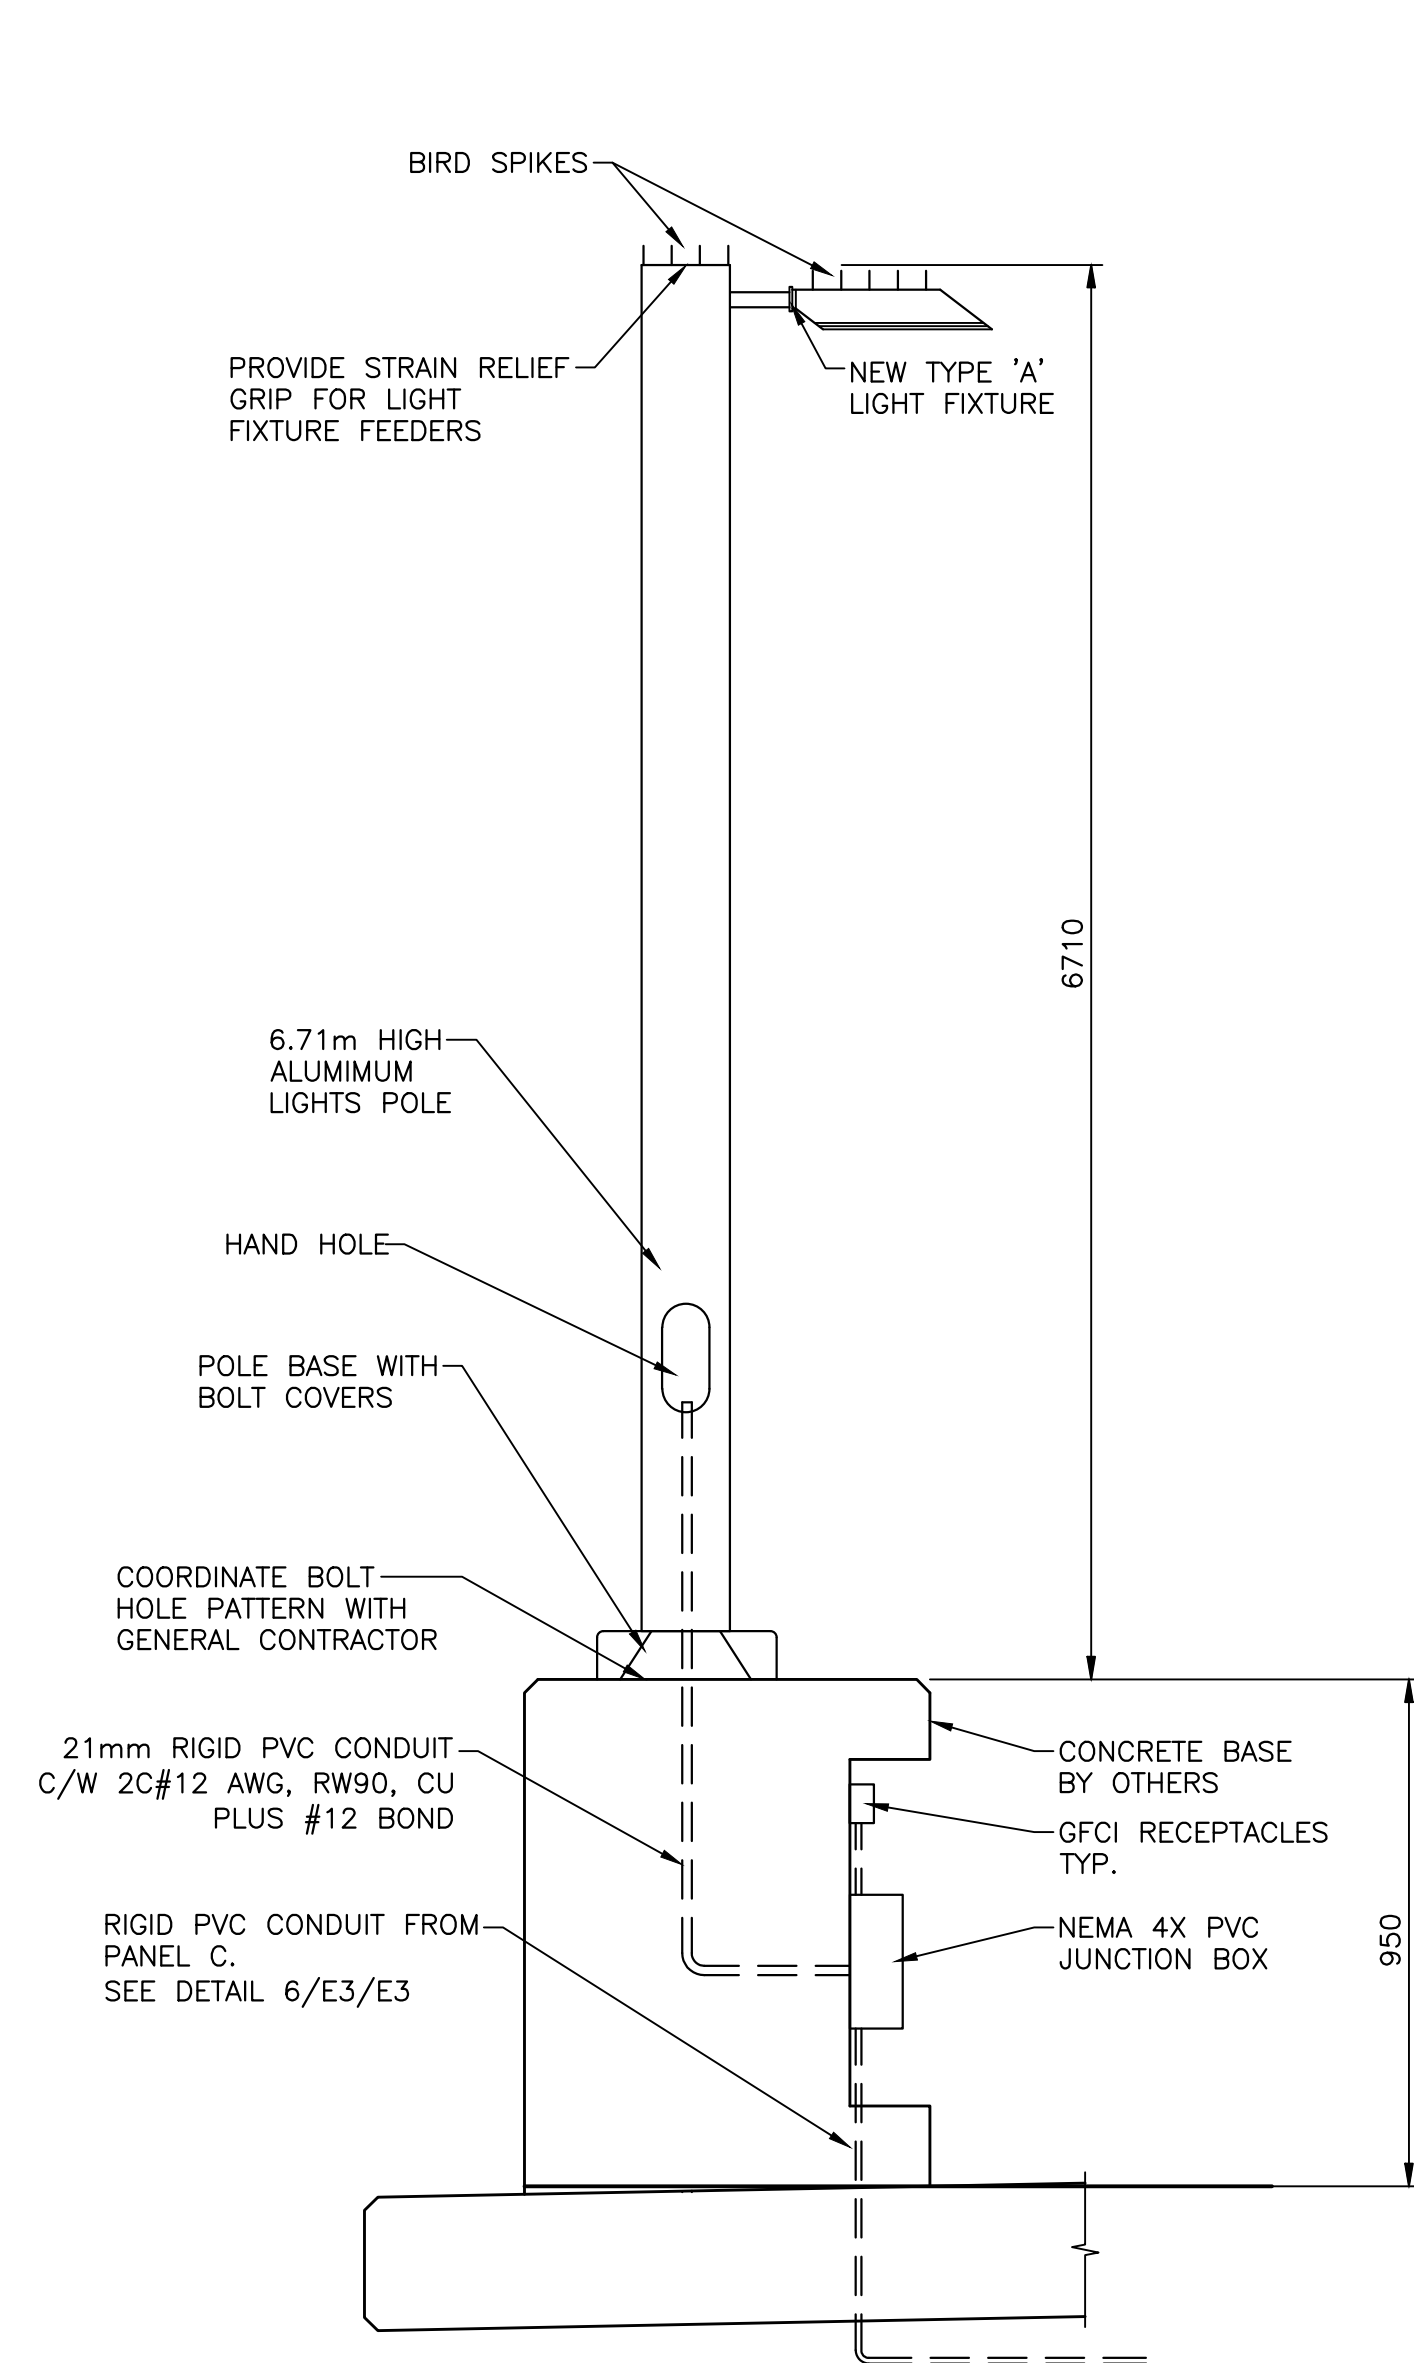 BIRD SPIKES
PROVIDE STRAIN RELIEF
GRIP FOR LIGHT
FIXTURE FEEDERS
NEW TYPE 'A'
LIGHT FIXTURE
6710
6.71m HIGH
ALUMIMUM
LIGHTS POLE
HAND HOLE
POLE BASE WITH
BOLT COVERS
COORDINATE BOLT
HOLE PATTERN WITH
GENERAL CONTRACTOR
21mm RIGID PVC CONDUIT
C/W 2C#12 AWG, RW90, CU
PLUS #12 BOND
CONCRETE BASE
BY OTHERS
GFCI RECEPTACLES
TYP.
RIGID PVC CONDUIT FROM
PANEL C.
SEE DETAIL 6/E3/E3
NEMA 4X PVC
JUNCTION BOX
950